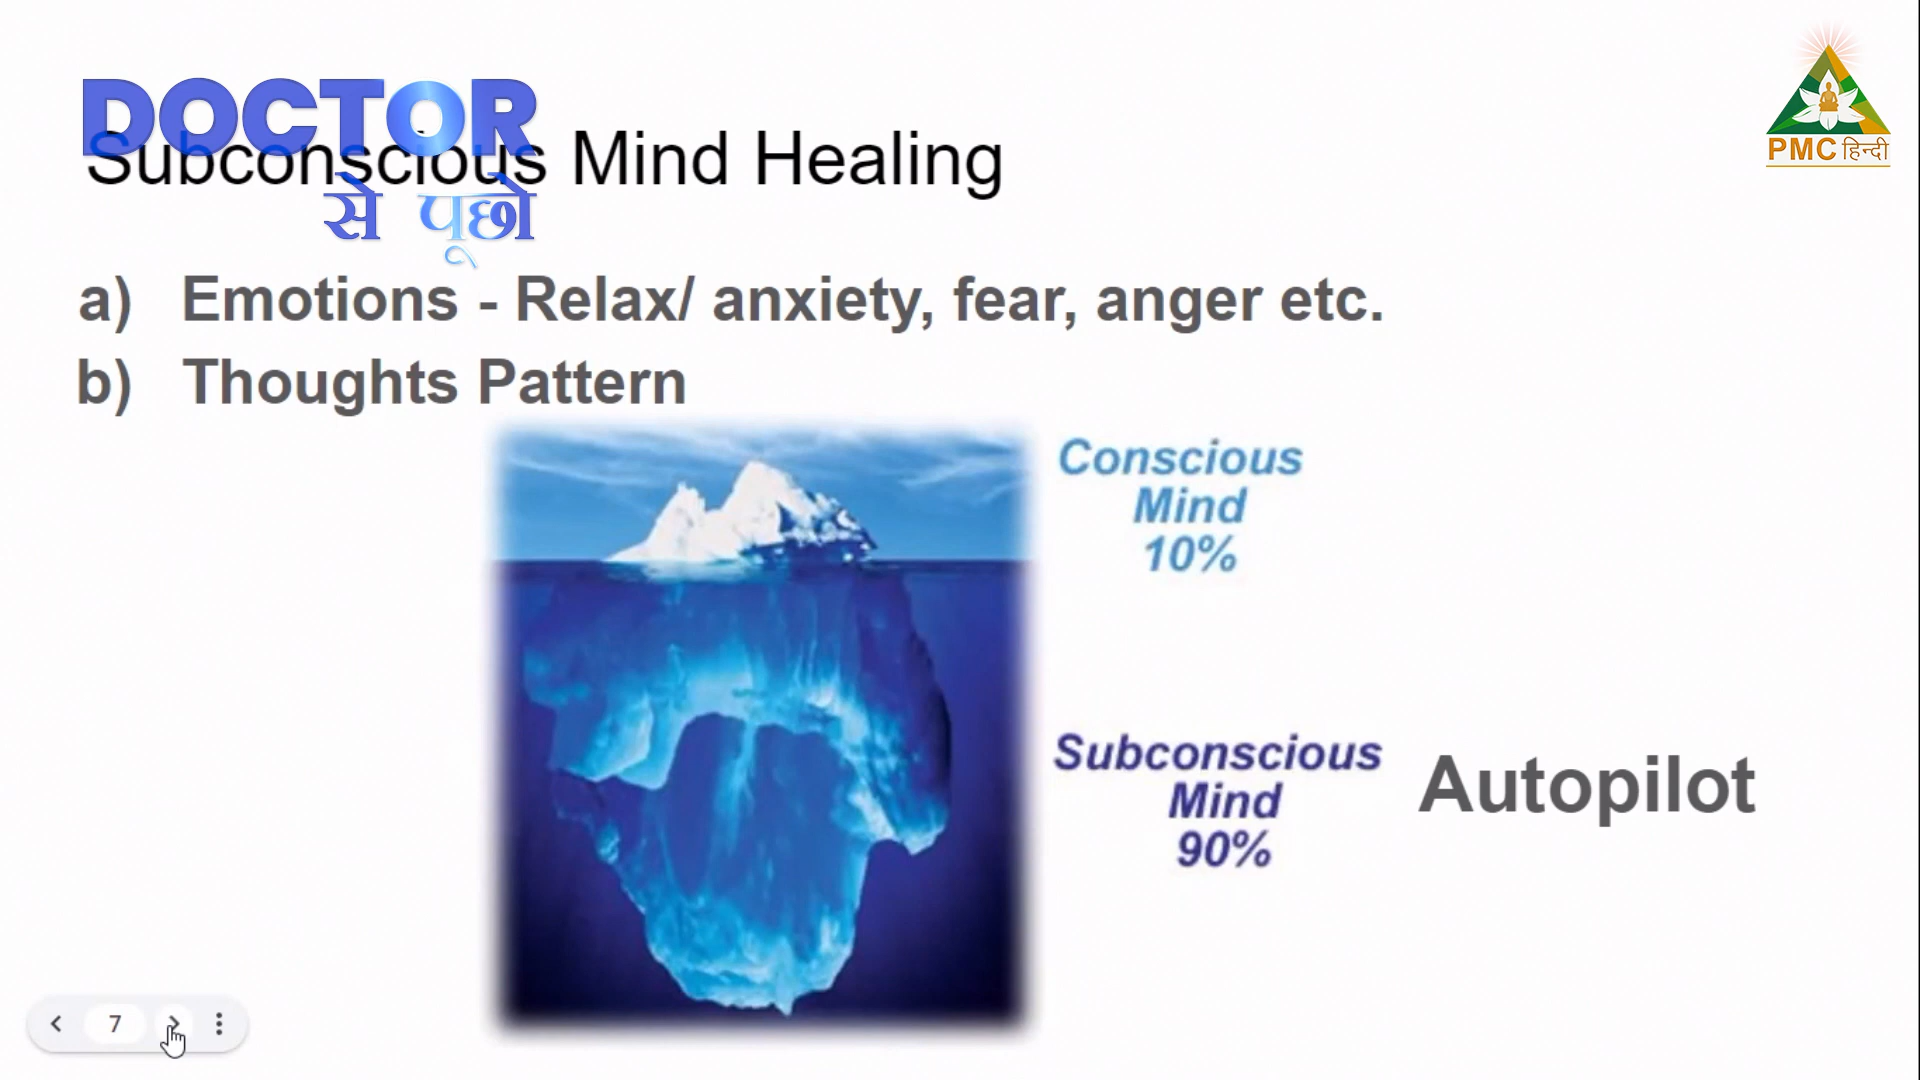 DOCTOR
से पूछो
PMC हिन्दी
Subconscious Mind Healing
a) Emotions - Relax/ anxiety, fear, anger etc.
b) Thoughts Pattern
Conscious
Mind
10%
Subconscious
Mind
90%
Autopilot
7